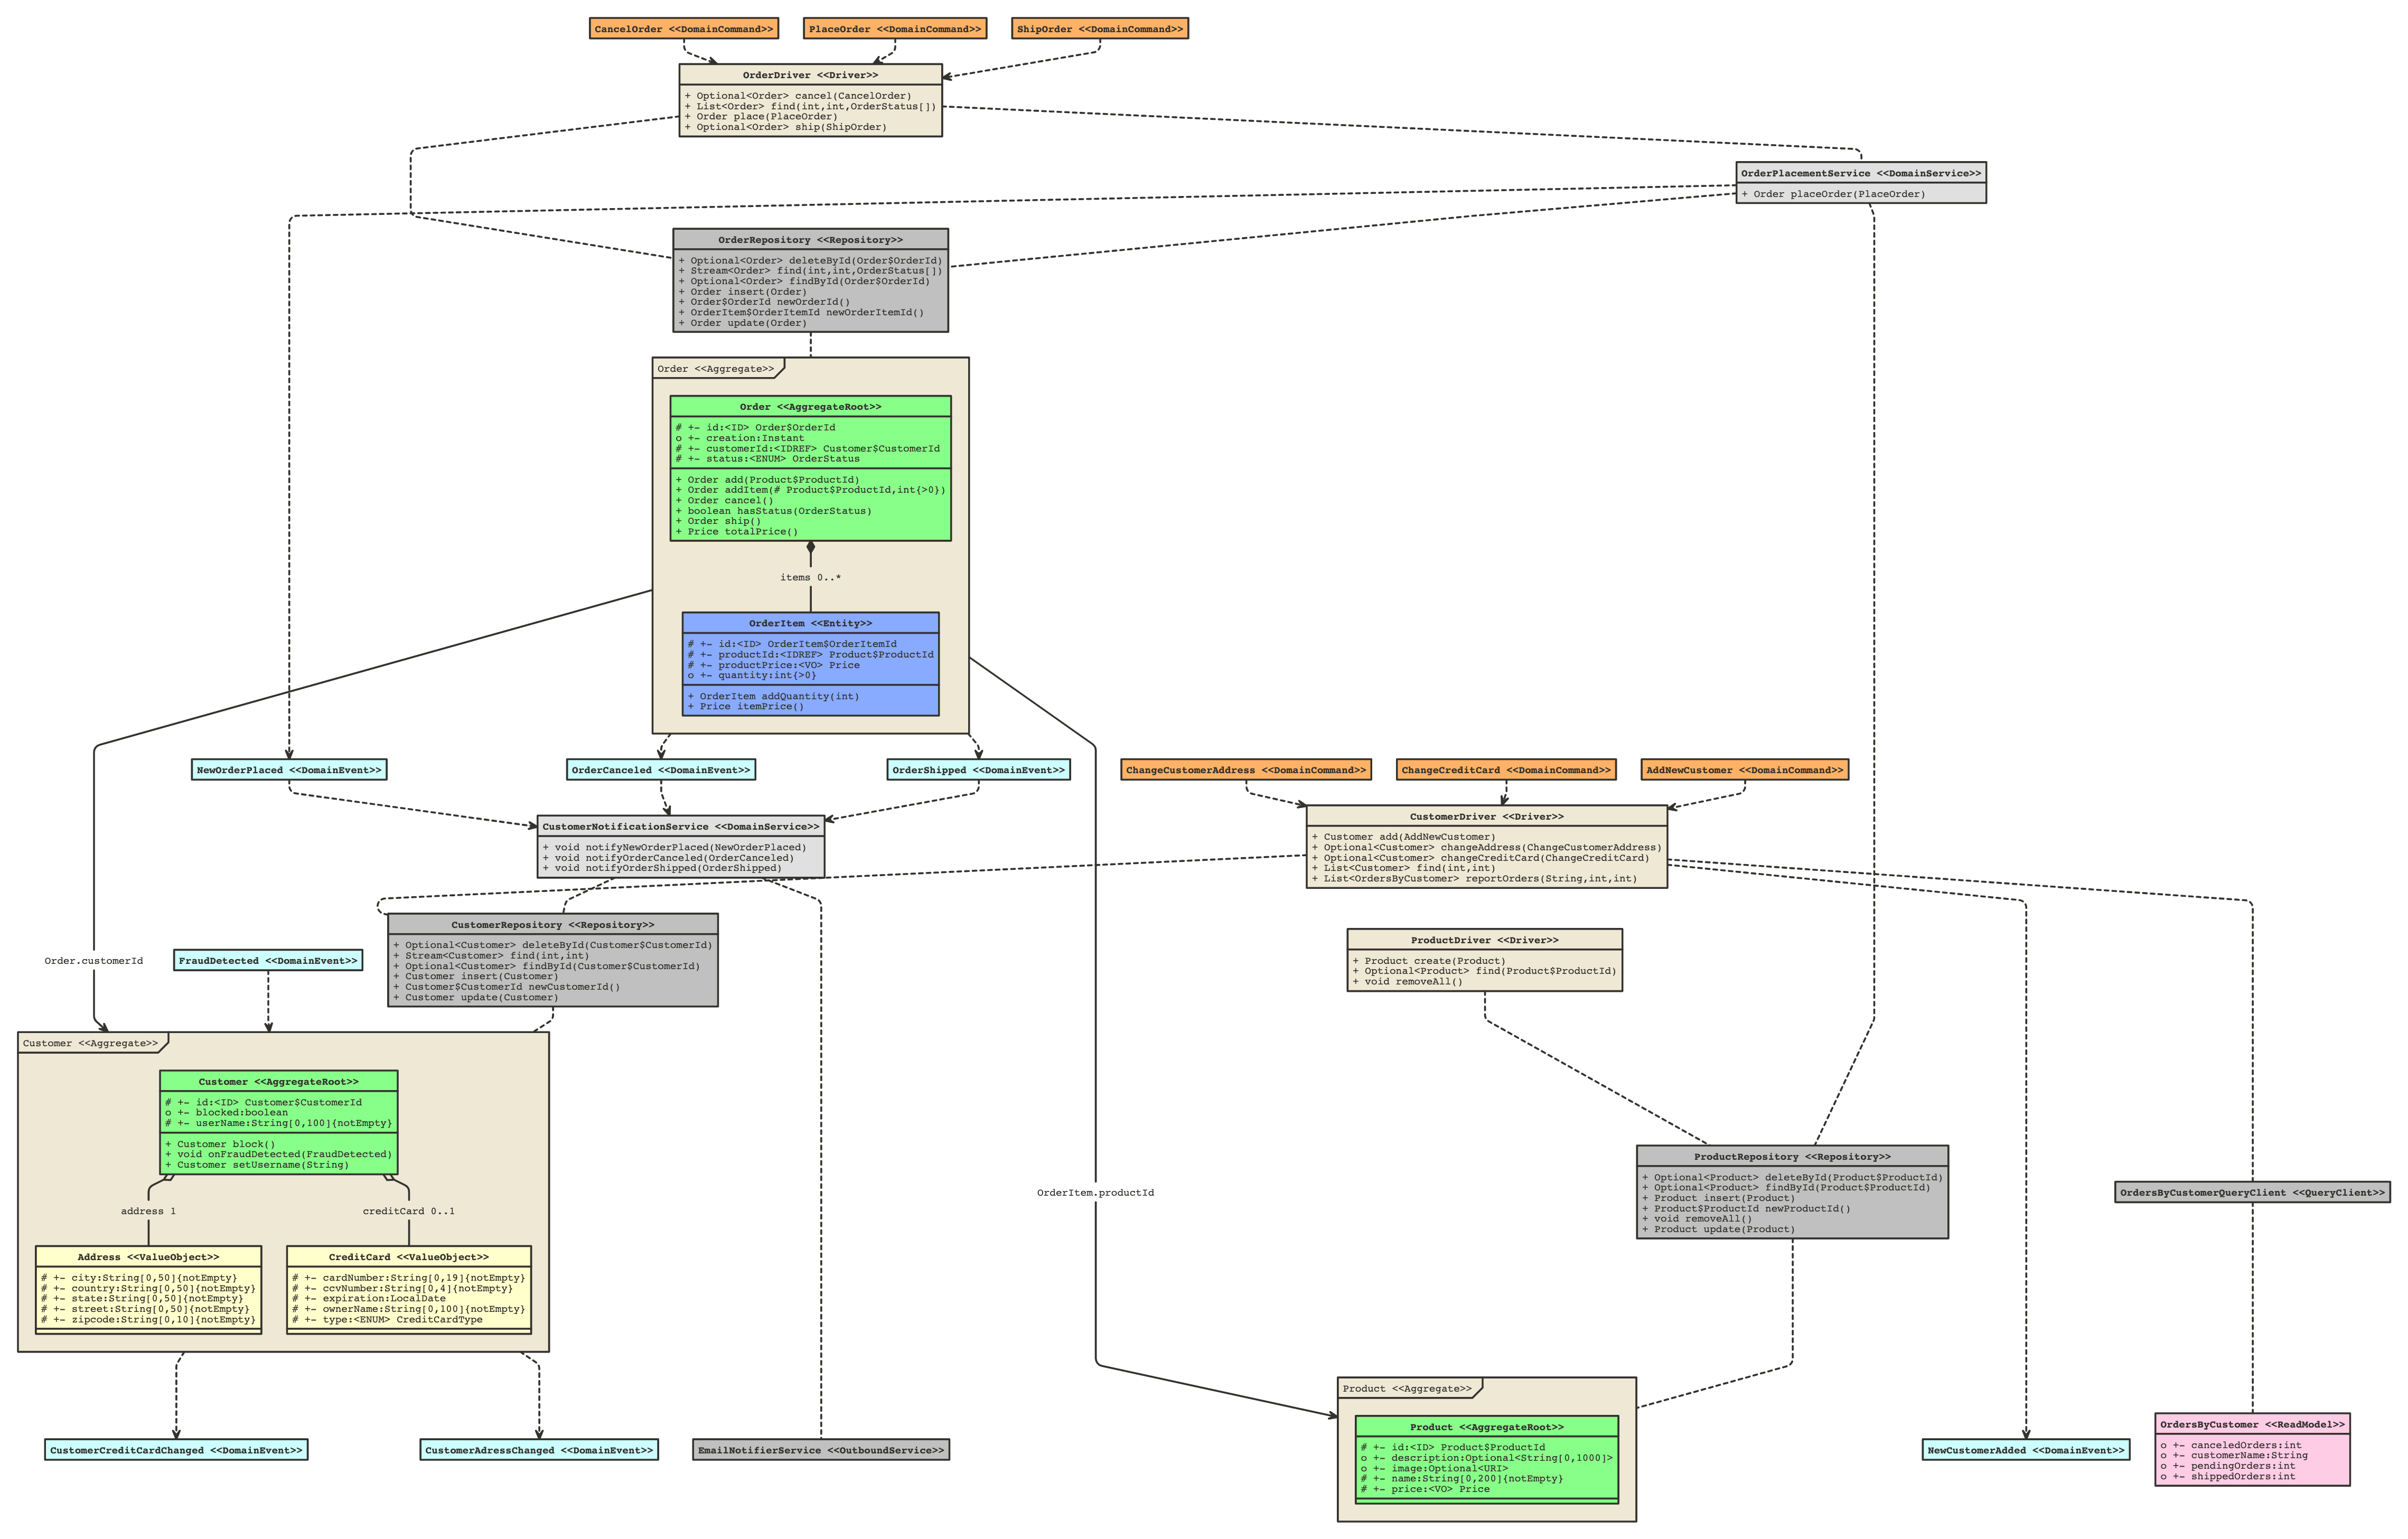 CancelOrder <<DomainCommand>>
PlaceOrder <<DomainCommand>>
ShipOrder <<DomainCommand>>
OrderDriver <<Driver>>
+ Optional<Order> cancel(CancelOrder)
+ List<Order> find(int,int,OrderStatus[])
+ Order place(PlaceOrder)
+ Optional<Order> ship(ShipOrder)
OrderPlacementService <<DomainService>>
+ Order placeOrder(PlaceOrder)
OrderRepository <<Repository>>
+ Optional<Order> deleteById(Order$OrderId)
+ Stream<Order> find(int,int,OrderStatus[])
+ Optional<Order> findById(Order$OrderId)
+ Order insert(Order)
+ Order$OrderId newOrderId()
+ OrderItem$OrderItemId newOrderItemId()
+ Order update(Order)
Order <<Aggregate>>
Order <<AggregateRoot>>
# +- id:<ID> Order$OrderId
o +- creation:Instant
# +- customerId:<IDREF> Customer$CustomerId
# +- status:<ENUM> OrderStatus
+ Order add(Product$ProductId)
+ Order addItem(# Product$ProductId,int{>0})
+ Order cancel()
+ boolean hasStatus(OrderStatus)
+ Order ship()
+ Price totalPrice()
items 0..*
OrderItem <<Entity>>
# +- id:<ID> OrderItem$OrderItemId
# +- productId:<IDREF> Product$ProductId
# +- productPrice:<VO> Price
o +- quantity:int{>0}
+ OrderItem addQuantity(int)
+ Price itemPrice()
NewOrderPlaced <<DomainEvent>>
OrderCanceled <<DomainEvent>>
OrderShipped <<DomainEvent>>
ChangeCustomerAddress <<DomainCommand>>
ChangeCreditCard <<DomainCommand>>
AddNewCustomer <<DomainCommand>>
CustomerNotificationService <<DomainService>>
+ void notifyNewOrderPlaced(NewOrderPlaced)
+ void notifyOrderCanceled(OrderCanceled)
+ void notifyOrderShipped(OrderShipped)
CustomerDriver <<Driver>>
+ Customer add(AddNewCustomer)
+ Optional<Customer> changeAddress(ChangeCustomerAddress)
+ Optional<Customer> changeCreditCard(ChangeCreditCard)
+ List<Customer> find(int,int)
+ List<OrdersByCustomer> reportOrders(String,int,int)
Order.customerId
FraudDetected <<DomainEvent>>
CustomerRepository <<Repository>>
+ Optional<Customer> deleteById(Customer$CustomerId)
+ Stream<Customer> find(int,int)
+ Optional<Customer> findById(Customer$CustomerId)
+ Customer insert(Customer)
+ Customer$CustomerId newCustomerId()
+ Customer update(Customer)
ProductDriver <<Driver>>
+ Product create(Product)
+ Optional<Product> find(Product$ProductId)
+ void removeAll()
Customer <<Aggregate>>
Customer <<AggregateRoot>>
# +- id:<ID> Customer$CustomerId
o +- blocked:boolean
# +- userName:String[0,100]{notEmpty}
+ Customer block()
+ void onFraudDetected(FraudDetected)
+ Customer setUsername(String)
address 1
creditCard 0..1
Address <<ValueObject>>
# +- city:String[0,50]{notEmpty}
# +- country:String[0,50]{notEmpty}
# +- state:String[0,50]{notEmpty}
# +- street:String[0,50]{notEmpty}
# +- zipcode:String[0,10]{notEmpty}
CreditCard <<ValueObject>>
# +- cardNumber:String[0,19]{notEmpty}
# +- ccvNumber:String[0,4]{notEmpty}
# +- expiration:LocalDate
# +- ownerName:String[0,100]{notEmpty}
# +- type:<ENUM> CreditCardType
OrderItem.productId
ProductRepository <<Repository>>
+ Optional<Product> deleteById(Product$ProductId)
+ Optional<Product> findById(Product$ProductId)
+ Product insert(Product)
+ Product$ProductId newProductId()
+ void removeAll()
+ Product update(Product)
OrdersByCustomerQueryClient <<QueryClient>>
Product <<Aggregate>>
Product <<AggregateRoot>>
# +- id:<ID> Product$ProductId
o +- description:Optional<String[0,1000]>
o +- image:Optional<URI>
# +- name:String[0,200]{notEmpty}
# +- price:<VO> Price
CustomerCreditCardChanged <<DomainEvent>>
CustomerAdressChanged <<DomainEvent>>
EmailNotifierService <<OutboundService>>
NewCustomerAdded <<DomainEvent>>
OrdersByCustomer <<ReadModel>>
o +- canceledOrders:int
o +- customerName:String
o +- pendingOrders:int
o +- shippedOrders:int